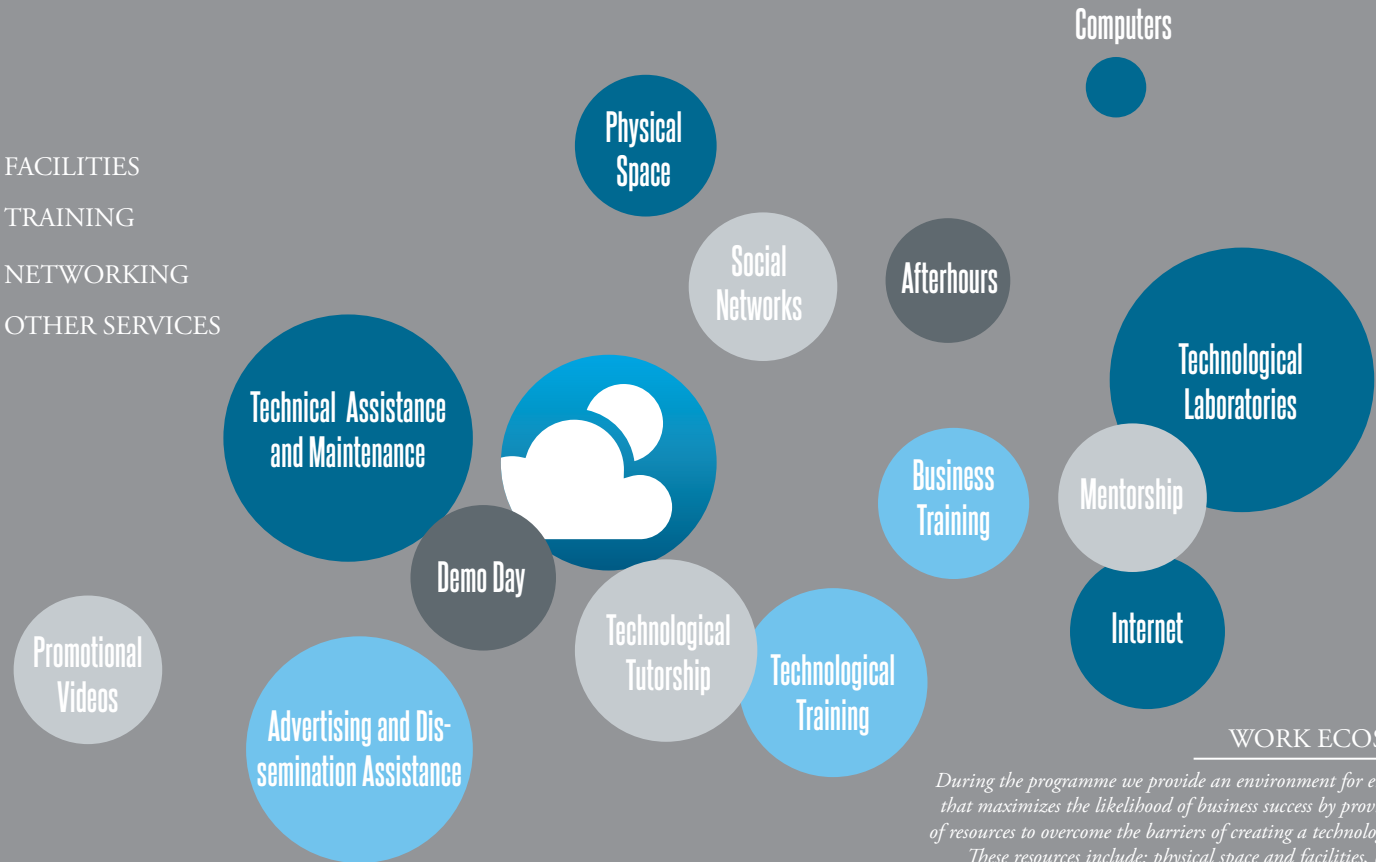 Computers
Physical
Space
FACILITIES
TRAINING
NETWORKING
OTHER SERVICES
Social
Networks
Afterhours
Technological
Laboratories
Technical Assistance
and Maintenance
Business
Training
Mentorship
Demo Day
Internet
Promotional
Videos
Technological
Tutorship
Technological
Training
Advertising and Dis-
semination Assistance
WORK ECOS
During the programme we provide an environment for e
that maximizes the likelihood of business success by prov
of resources to overcome the barriers of creating a technolo
These resources include: physical space and facilities,